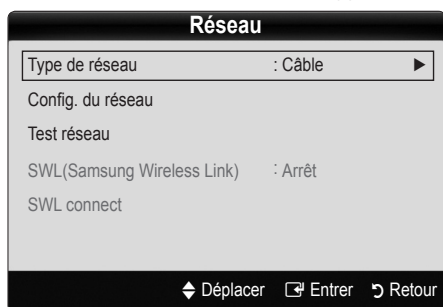 Réseau
Type de réseau : Câble ▶
Config. du réseau
Test réseau
SWL(Samsung Wireless Link) : Arrêt
SWL connect
Déplacer Entrer Retour